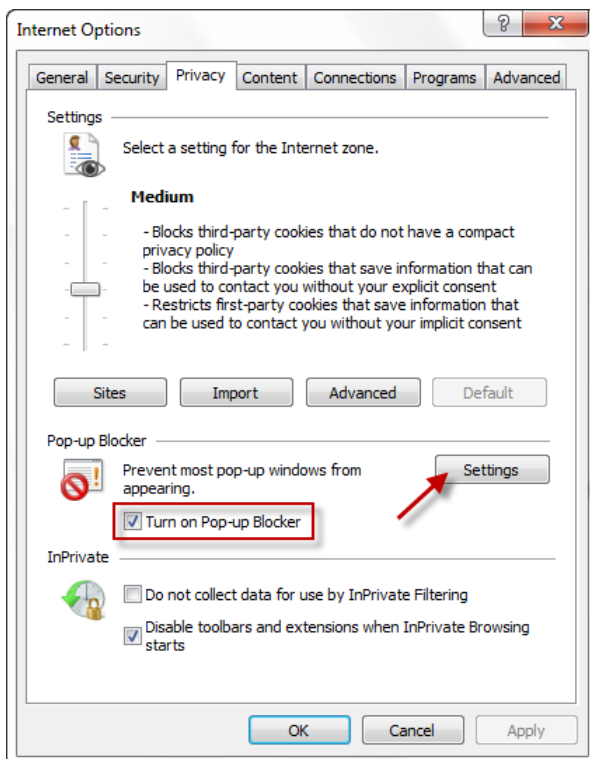 Internet Options
?
X
General Security Privacy Content Connections Programs Advanced
Settings
Select a setting for the Internet zone.
Medium
- Blocks third-party cookies that do not have a compact
privacy policy
- Blocks third-party cookies that save information that can
be used to contact you without your explicit consent
- Restricts first-party cookies that save information that
can be used to contact you without your implicit consent
Sites Import Advanced Default
Pop-up Blocker
Prevent most pop-up windows from
appearing.
Settings
Turn on Pop-up Blocker
InPrivate
Do not collect data for use by InPrivate Filtering
Disable toolbars and extensions when InPrivate Browsing
starts
OK Cancel Apply